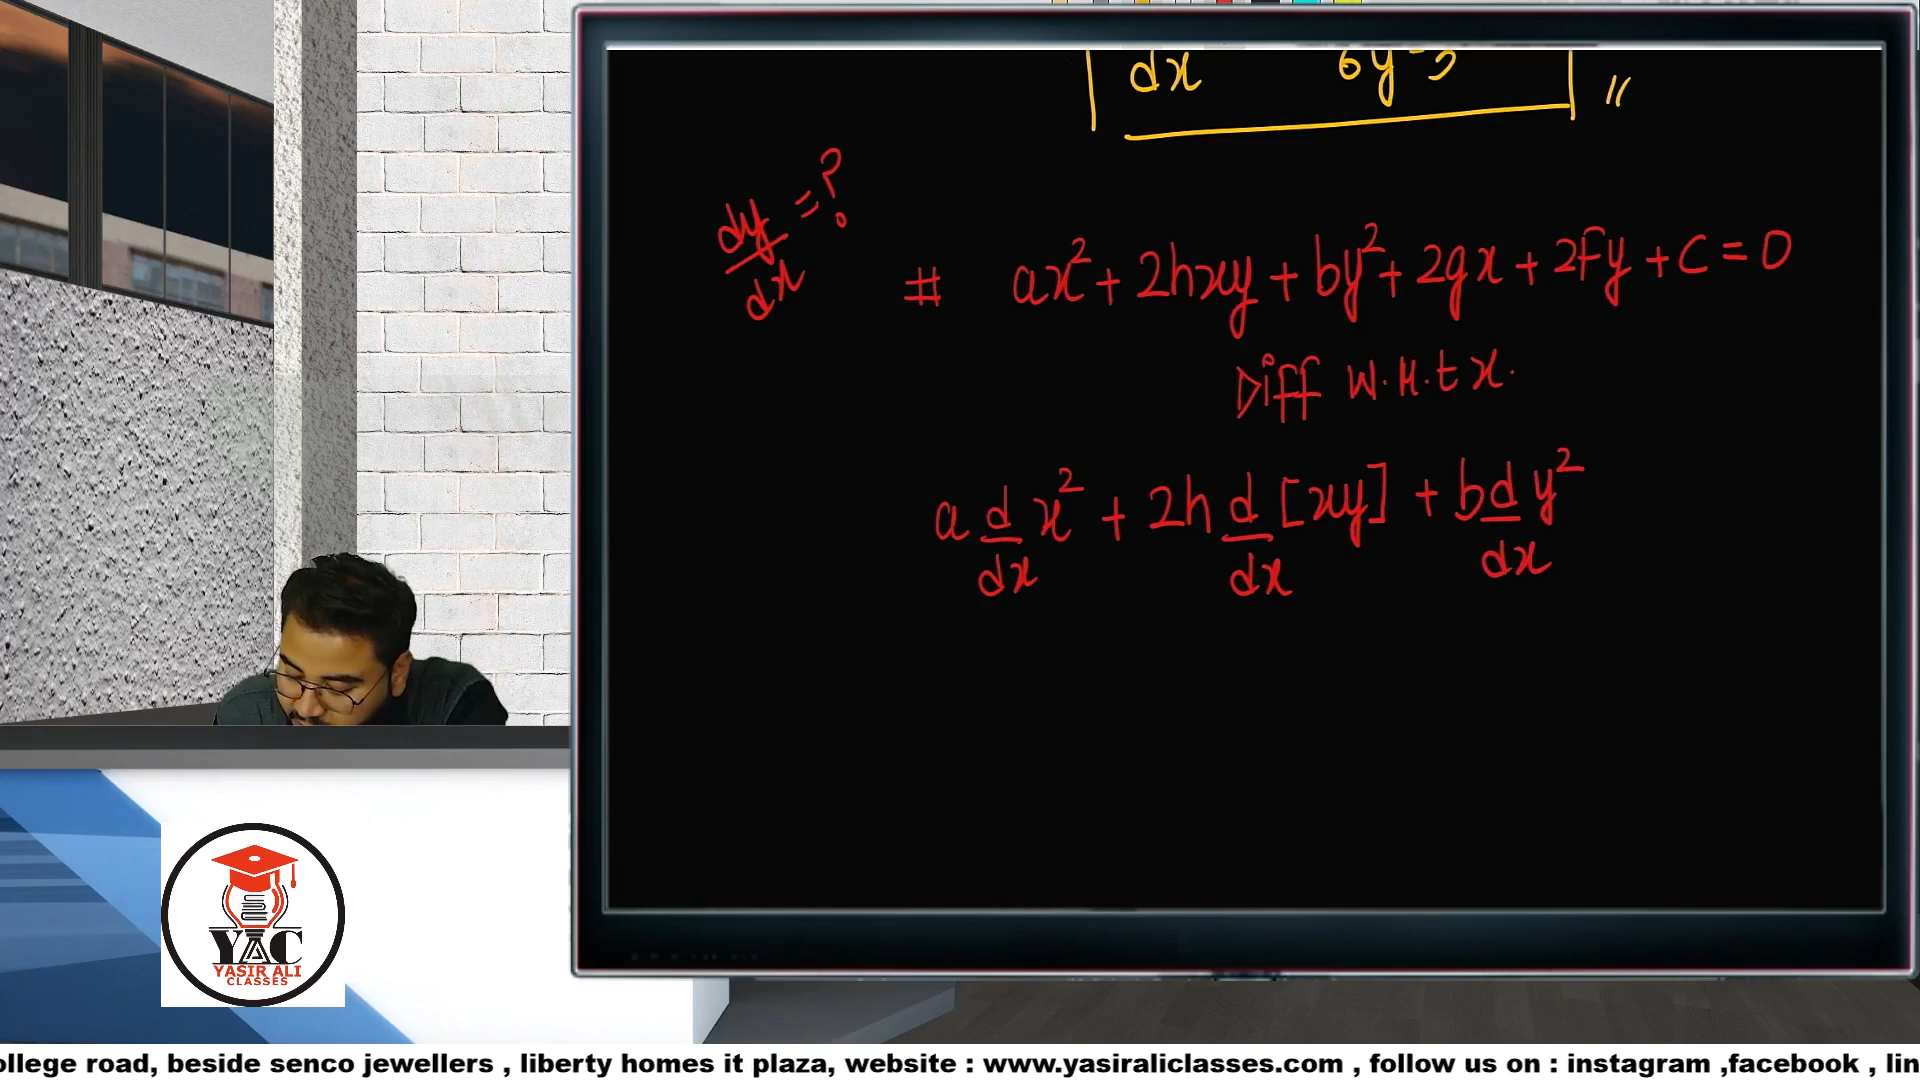 dx 6y-5 "
dy/dx = ?
# ax² + 2hxy + by² + 2gx + 2fy + c = 0
Diff w.r.t x.
a d/dx x² + 2h d/dx [xy] + b d/dx y²
YAC
YASIR ALI
CLASSES
ollege road, beside senco jewellers , liberty homes it plaza, website : www.yasiraliclasses.com , follow us on : instagram ,facebook , lin